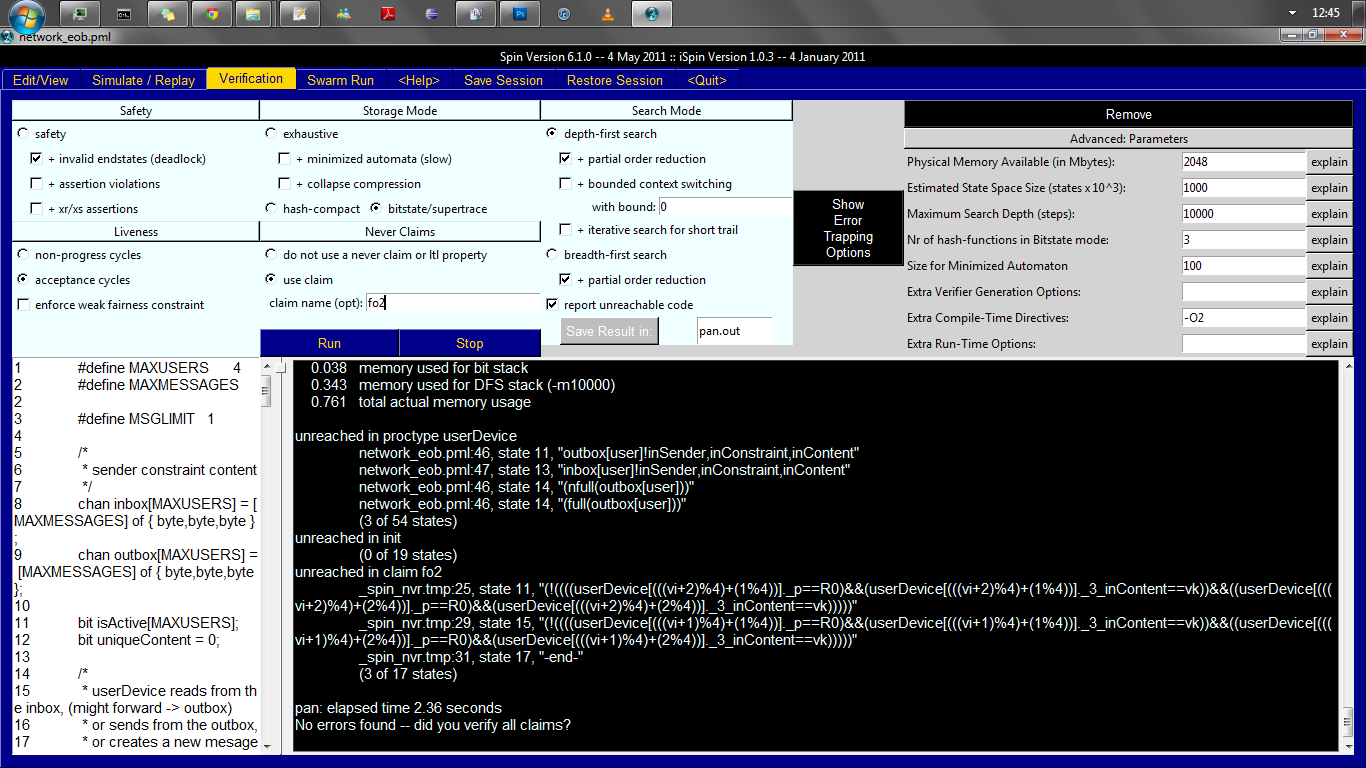 12:45
network_eob.pml
Spin Version 6.1.0 -- 4 May 2011 :: iSpin Version 1.0.3 -- 4 January 2011
Edit/View Simulate / Replay Verification Swarm Run <Help> Save Session Restore Session <Quit>
Safety
safety
+ invalid endstates (deadlock)
+ assertion violations
+ xr/xs assertions
Liveness
non-progress cycles
acceptance cycles
enforce weak fairness constraint
Storage Mode
exhaustive
+ minimized automata (slow)
+ collapse compression
hash-compact bitstate/supertrace
Never Claims
do not use a never claim or ltl property
use claim
claim name (opt): fo2
Run Stop
Search Mode
depth-first search
+ partial order reduction
+ bounded context switching
with bound: 0
+ iterative search for short trail
breadth-first search
+ partial order reduction
report unreachable code
Save Result in: pan.out
Show
Error
Trapping
Options
Remove
Advanced: Parameters
Physical Memory Available (in Mbytes): 2048 explain
Estimated State Space Size (states x 10^3): 1000 explain
Maximum Search Depth (steps): 10000 explain
Nr of hash-functions in Bitstate mode: 3 explain
Size for Minimized Automaton 100 explain
Extra Verifier Generation Options: explain
Extra Compile-Time Directives: -O2 explain
Extra Run-Time Options: explain
1 #define MAXUSERS 4
2 #define MAXMESSAGES
2
3 #define MSGLIMIT 1
4
5 /*
6 * sender constraint content
7 */
8 chan inbox[MAXUSERS] = [
MAXMESSAGES] of { byte,byte,byte }
;
9 chan outbox[MAXUSERS] =
[MAXMESSAGES] of { byte,byte,byte
};
10
11 bit isActive[MAXUSERS];
12 bit uniqueContent = 0;
13
14 /*
15 * userDevice reads from th
e inbox, (might forward -> outbox)
16 * or sends from the outbox,
17 * or creates a new mesage
0.038 memory used for bit stack
0.343 memory used for DFS stack (-m10000)
0.761 total actual memory usage
unreached in proctype userDevice
network_eob.pml:46, state 11, "outbox[user]!inSender,inConstraint,inContent"
network_eob.pml:47, state 13, "inbox[user]!inSender,inConstraint,inContent"
network_eob.pml:46, state 14, "(nfull(outbox[user]))"
network_eob.pml:46, state 14, "(full(outbox[user]))"
(3 of 54 states)
unreached in init
(0 of 19 states)
unreached in claim fo2
_spin_nvr.tmp:25, state 11, "(!((((userDevice[((((vi+2)%4)+(1%4))]._p==R0)&&(userDevice[((((vi+2)%4)+(1%4))]._3_inContent==vk))&&((userDevice[((((
vi+2)%4)+(2%4))]._p==R0)&&(userDevice[((((vi+2)%4)+(2%4))]._3_inContent==vk)))))"
_spin_nvr.tmp:29, state 15, "(!((((userDevice[((((vi+1)%4)+(1%4))]._p==R0)&&(userDevice[((((vi+1)%4)+(1%4))]._3_inContent==vk))&&((userDevice[((((
vi+1)%4)+(2%4))]._p==R0)&&(userDevice[((((vi+1)%4)+(2%4))]._3_inContent==vk)))))"
_spin_nvr.tmp:31, state 17, "-end-"
(3 of 17 states)
pan: elapsed time 2.36 seconds
No errors found -- did you verify all claims?